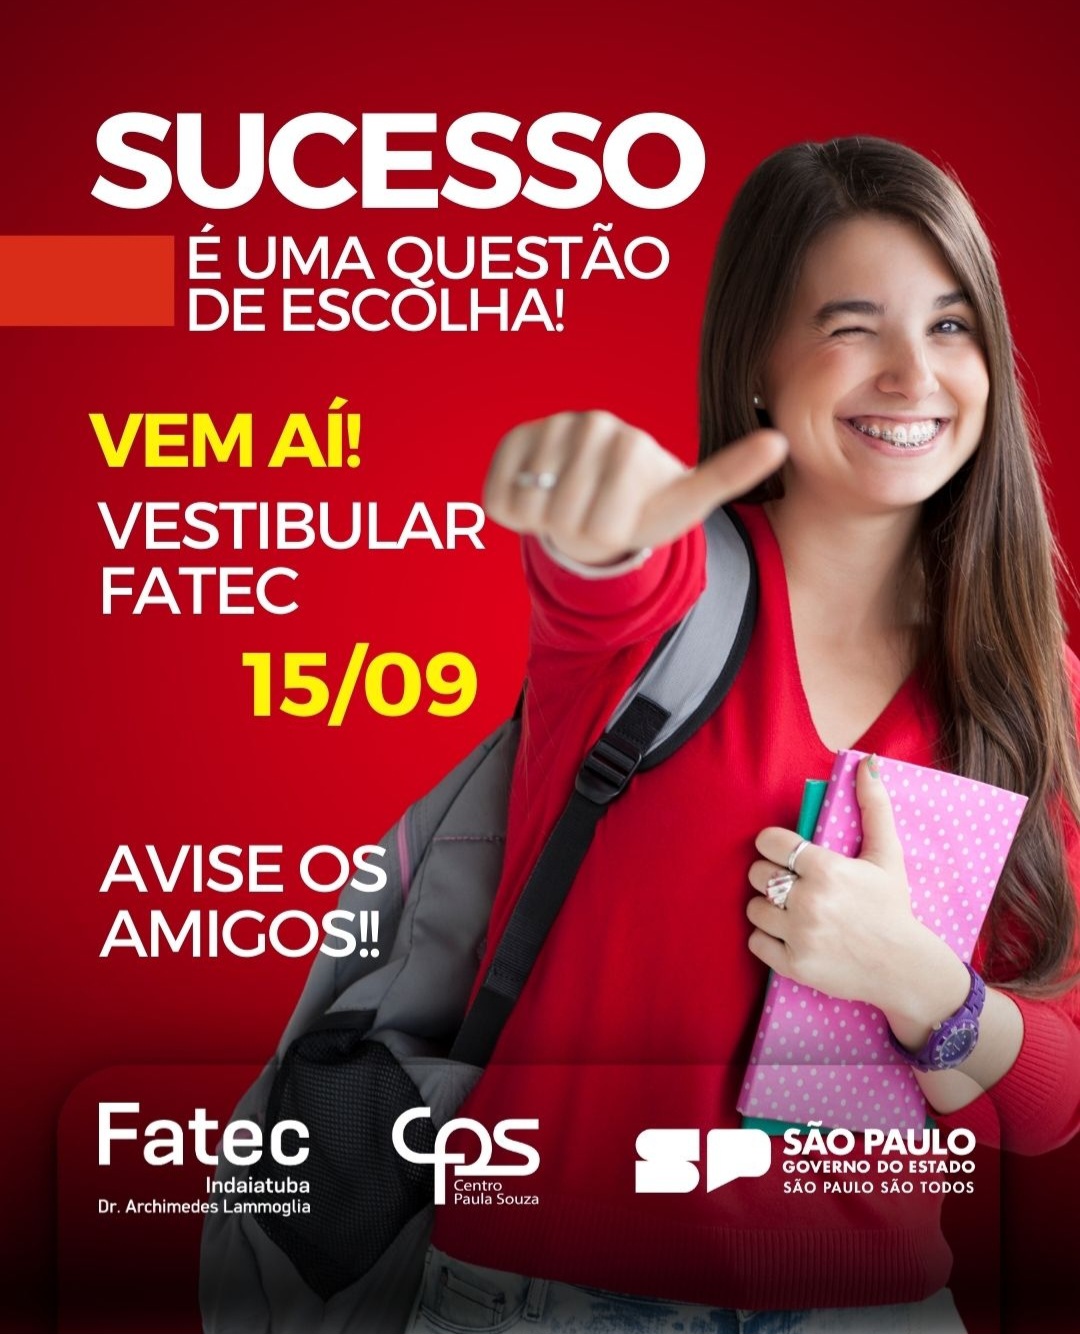 SUCESSO
É UMA QUESTÃO
DE ESCOLHA!
VEM AÍ!
VESTIBULAR
FATEC
15/09
AVISE OS
AMIGOS!!
Fatec
Indaiatuba
Dr. Archimedes Lammoglia
CPS
Centro
Paula Souza
SP
SÃO PAULO
GOVERNO DO ESTADO
SÃO PAULO SÃO TODOS